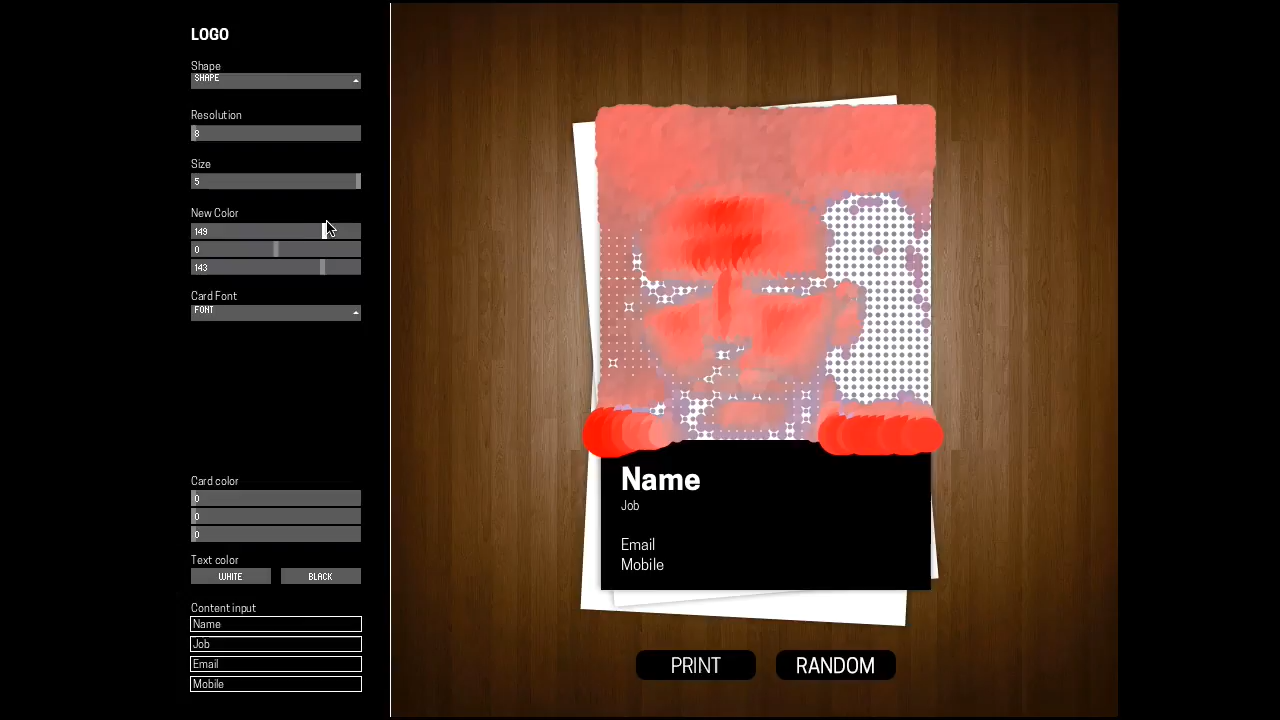 LOGO
Shape
SHAPE
Resolution
8
Size
5
New Color
149
0
143
Card Font
FONT
Card color
0
0
0
Text color
WHITE BLACK
Content input
Name
Job
Email
Mobile
Name
Job
Email
Mobile
PRINT RANDOM